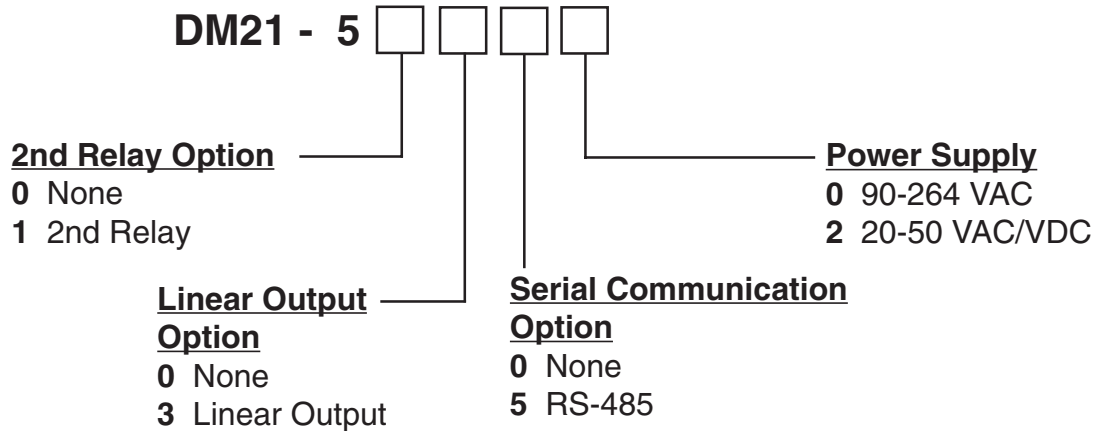 DM21 - 5
2nd Relay Option
0 None
1 2nd Relay
Power Supply
0 90-264 VAC
2 20-50 VAC/VDC
Linear Output
Option
0 None
3 Linear Output
Serial Communication
Option
0 None
5 RS-485